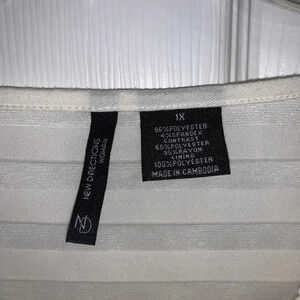 NEW DIRECTIONS
WOMAN
ND
1X
96%POLYESTER
4%SPANDEX
CONTRAST
65%POLYESTER
35%RAYON
LINING
100%POLYESTER
MADE IN CAMBODIA